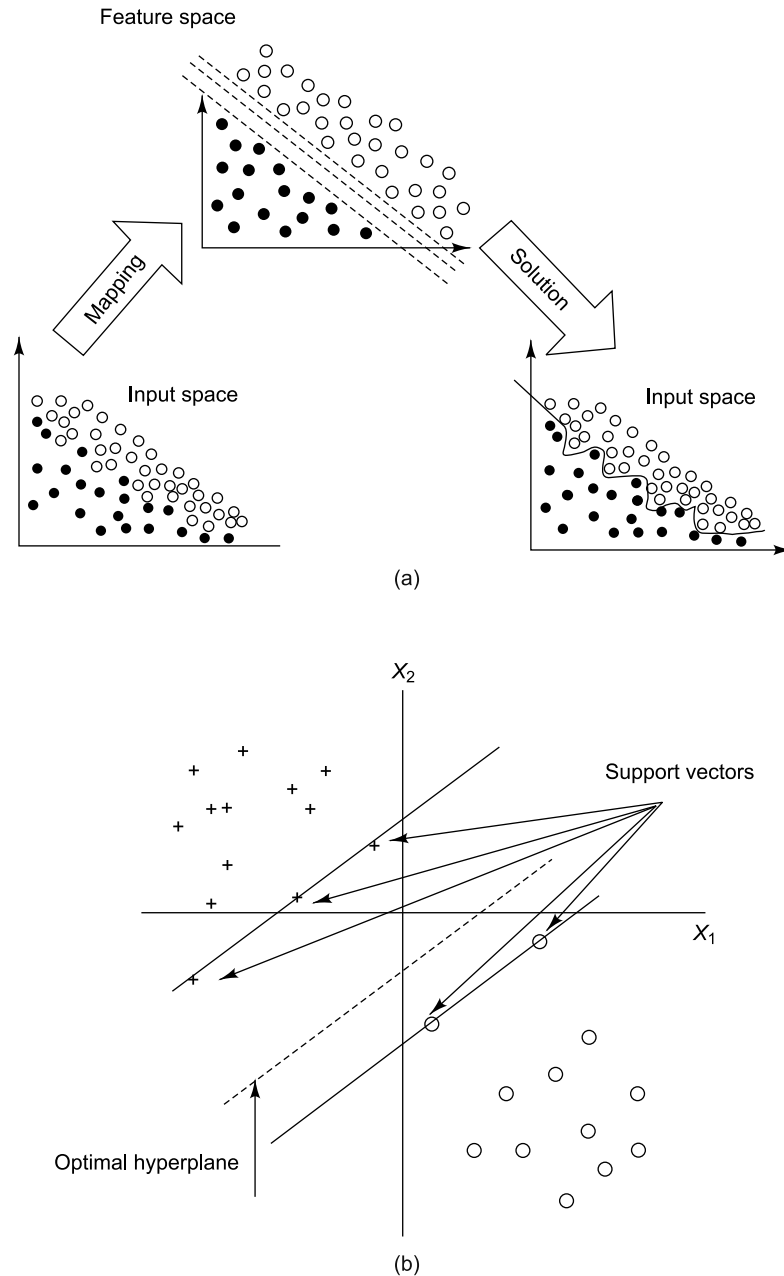 Feature space
Mapping
Solution
Input space
Input space
(a)
X2
Support vectors
X1
Optimal hyperplane
(b)